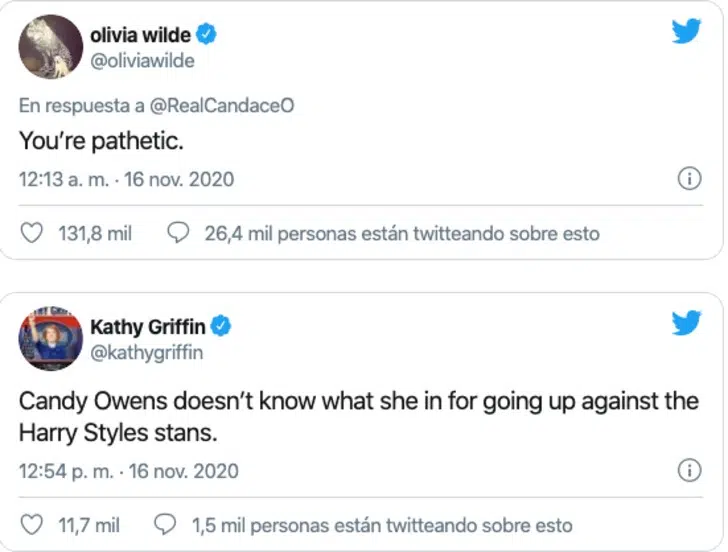 olivia wilde
@oliviawilde
En respuesta a @RealCandaceO
You're pathetic.
12:13 a. m. · 16 nov. 2020
131,8 mil 26,4 mil personas están twitteando sobre esto
Kathy Griffin
@kathygriffin
Candy Owens doesn't know what she in for going up against the
Harry Styles stans.
12:54 p. m. · 16 nov. 2020
11,7 mil 1,5 mil personas están twitteando sobre esto